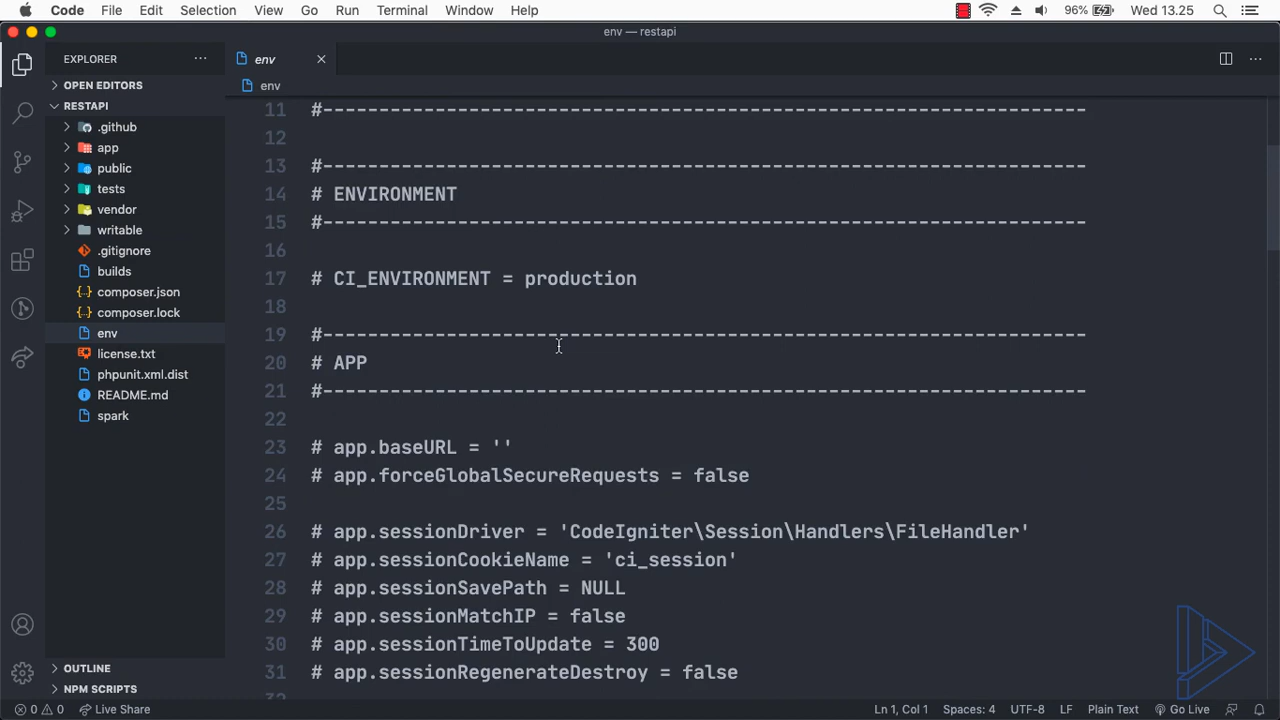 Code File Edit Selection View Go Run Terminal Window Help 96% Wed 13.25
env — restapi
EXPLORER
OPEN EDITORS
RESTAPI
.github
app
public
tests
vendor
writable
.gitignore
builds
composer.json
composer.lock
env
license.txt
phpunit.xml.dist
README.md
spark
OUTLINE
NPM SCRIPTS
env
env
11 #---------------------------------------------------------------------
12
13 #---------------------------------------------------------------------
14 # ENVIRONMENT
15 #---------------------------------------------------------------------
16
17 # CI_ENVIRONMENT = production
18
19 #---------------------------------------------------------------------
20 # APP
21 #---------------------------------------------------------------------
22
23 # app.baseURL = ''
24 # app.forceGlobalSecureRequests = false
25
26 # app.sessionDriver = 'CodeIgniter\Session\Handlers\FileHandler'
27 # app.sessionCookieName = 'ci_session'
28 # app.sessionSavePath = NULL
29 # app.sessionMatchIP = false
30 # app.sessionTimeToUpdate = 300
31 # app.sessionRegenerateDestroy = false
0 0 Live Share Ln 1, Col 1 Spaces: 4 UTF-8 LF Plain Text Go Live